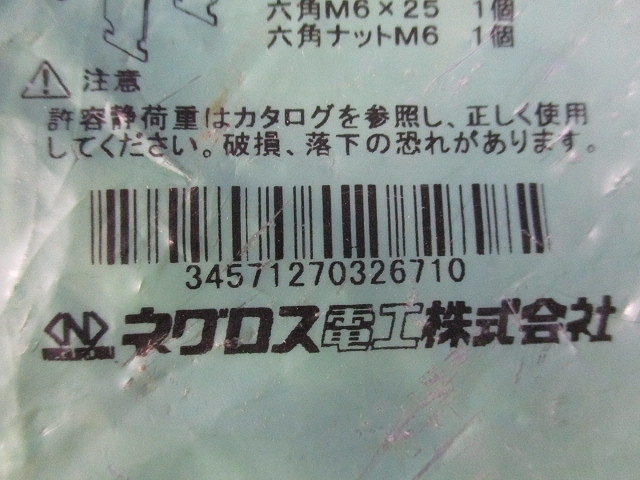 六角M6×25 1個
六角ナットM6 1個
注意
許容静荷重はカタログを参照し、正しく使用
してください。破損、落下の恐れがあります。
34571270326710
ネグロス電工株式会社